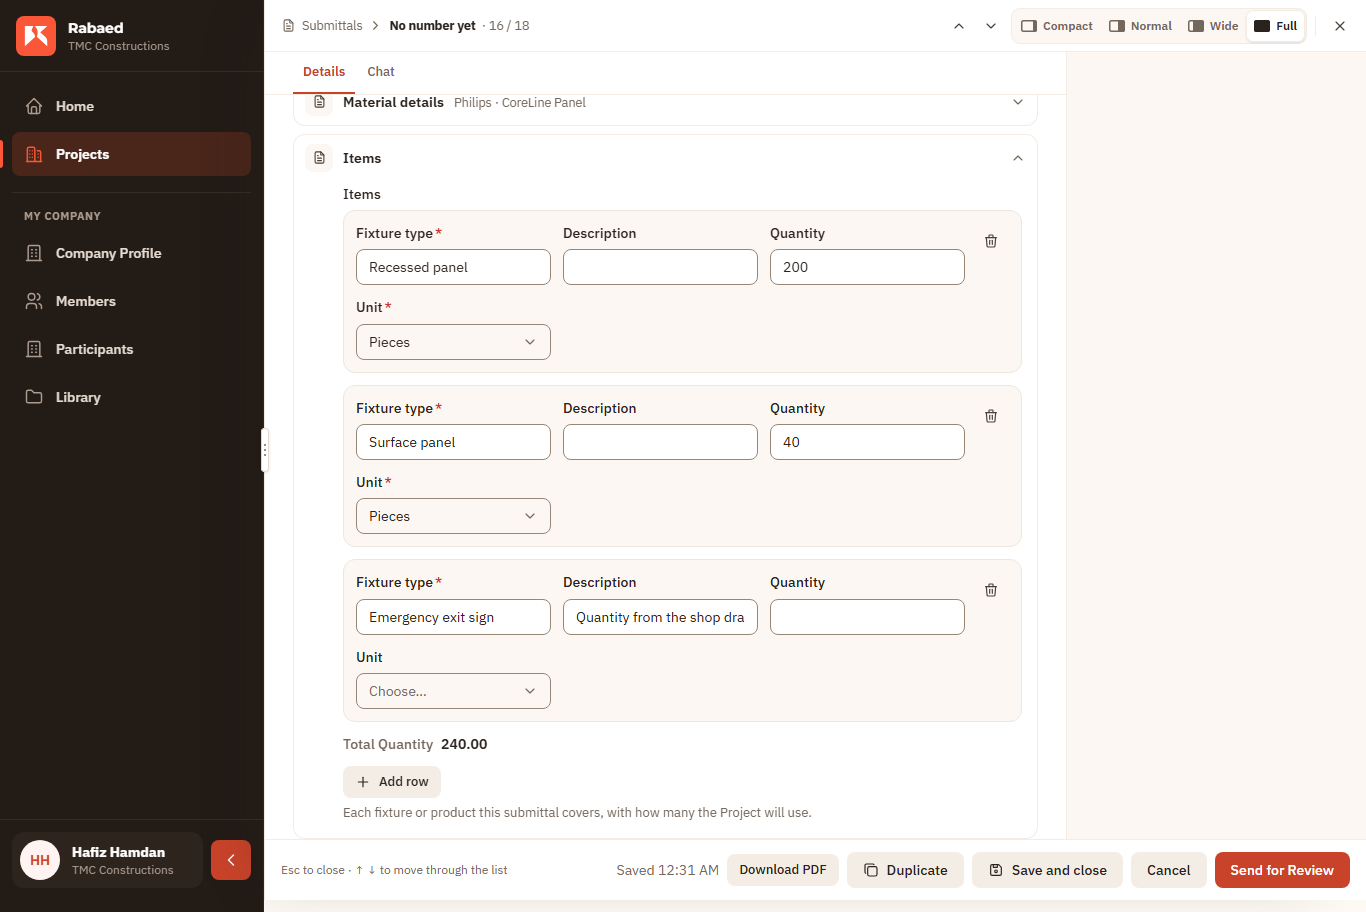 Rabaed
TMC Constructions
Home
Projects
MY COMPANY
Company Profile
Members
Participants
Library
HH
Hafiz Hamdan
TMC Constructions
Submittals No number yet · 16 / 18
Compact Normal Wide Full
Details Chat
Material details Philips · CoreLine Panel
Items
Items
Fixture type* Description Quantity
Recessed panel 200
Unit*
Pieces
Fixture type* Description Quantity
Surface panel 40
Unit*
Pieces
Fixture type* Description Quantity
Emergency exit sign Quantity from the shop dra
Unit
Choose...
Total Quantity 240.00
Add row
Each fixture or product this submittal covers, with how many the Project will use.
Esc to close · ↑ ↓ to move through the list
Saved 12:31 AM Download PDF Duplicate Save and close Cancel Send for Review